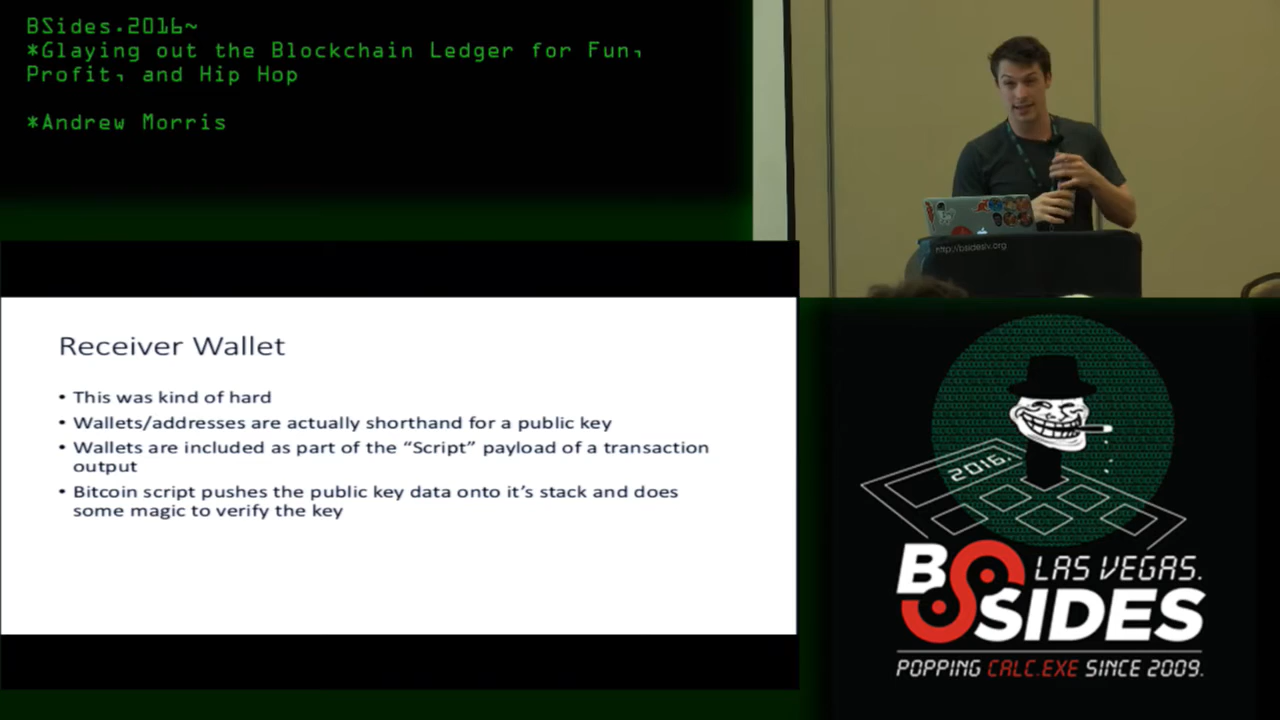 BSides.2016~
*Glaying out the Blockchain Ledger for Fun,
Profit, and Hip Hop
*Andrew Morris
http://bsideslv.org
Receiver Wallet
• This was kind of hard
• Wallets/addresses are actually shorthand for a public key
• Wallets are included as part of the “Script” payload of a transaction
output
• Bitcoin script pushes the public key data onto it’s stack and does
some magic to verify the key
2016.
BSIDES
LAS VEGAS.
POPPING CALC.EXE SINCE 2009.